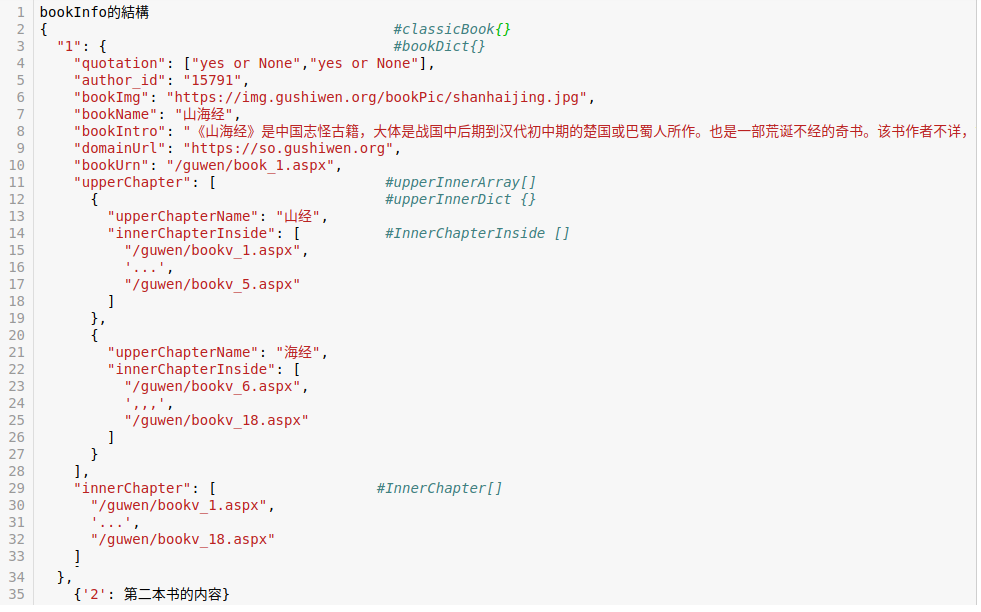 1 bookInfo的結構
2 { #classicBook{}
3 "1": { #bookDict{}
4 "quotation": ["yes or None","yes or None"],
5 "author_id": "15791",
6 "bookImg": "https://img.gushiwen.org/bookPic/shanhaijing.jpg",
7 "bookName": "山海经",
8 "bookIntro": "《山海经》是中国志怪古籍，大体是战国中后期到汉代初中期的楚国或巴蜀人所作。也是一部荒诞不经的奇书。该书作者不详，
9 "domainUrl": "https://so.gushiwen.org",
10 "bookUrn": "/guwen/book_1.aspx",
11 "upperChapter": [ #upperInnerArray[]
12 { #upperInnerDict {}
13 "upperChapterName": "山经",
14 "innerChapterInside": [ #InnerChapterInside []
15 "/guwen/bookv_1.aspx",
16 '...',
17 "/guwen/bookv_5.aspx"
18 ]
19 },
20 {
21 "upperChapterName": "海经",
22 "innerChapterInside": [
23 "/guwen/bookv_6.aspx",
24 ',,,',
25 "/guwen/bookv_18.aspx"
26 ]
27 }
28 ],
29 "innerChapter": [ #InnerChapter[]
30 "/guwen/bookv_1.aspx",
31 '...',
32 "/guwen/bookv_18.aspx"
33 ]
34 },
35 {'2': 第二本书的内容}